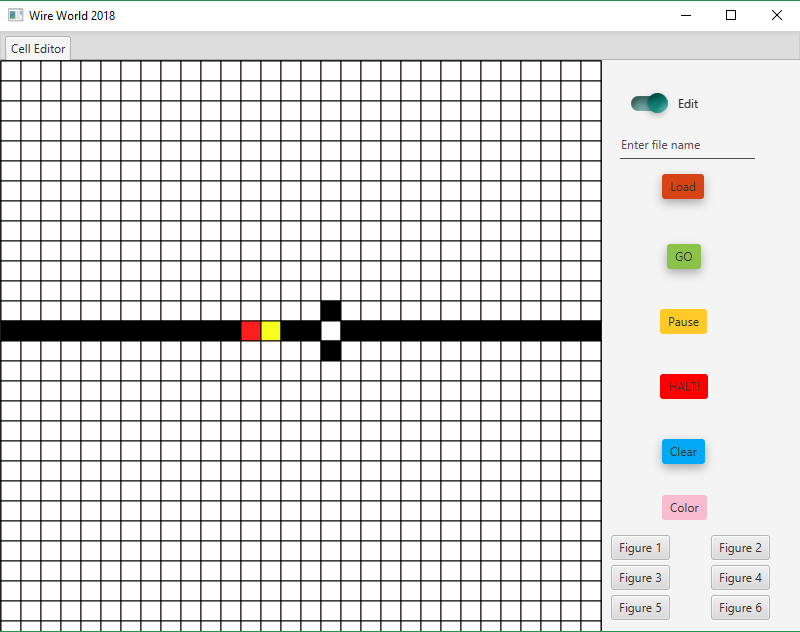 Wire World 2018
Cell Editor
Edit
Enter file name
Load
GO
Pause
HALT!
Clear
Color
Figure 1 Figure 2
Figure 3 Figure 4
Figure 5 Figure 6